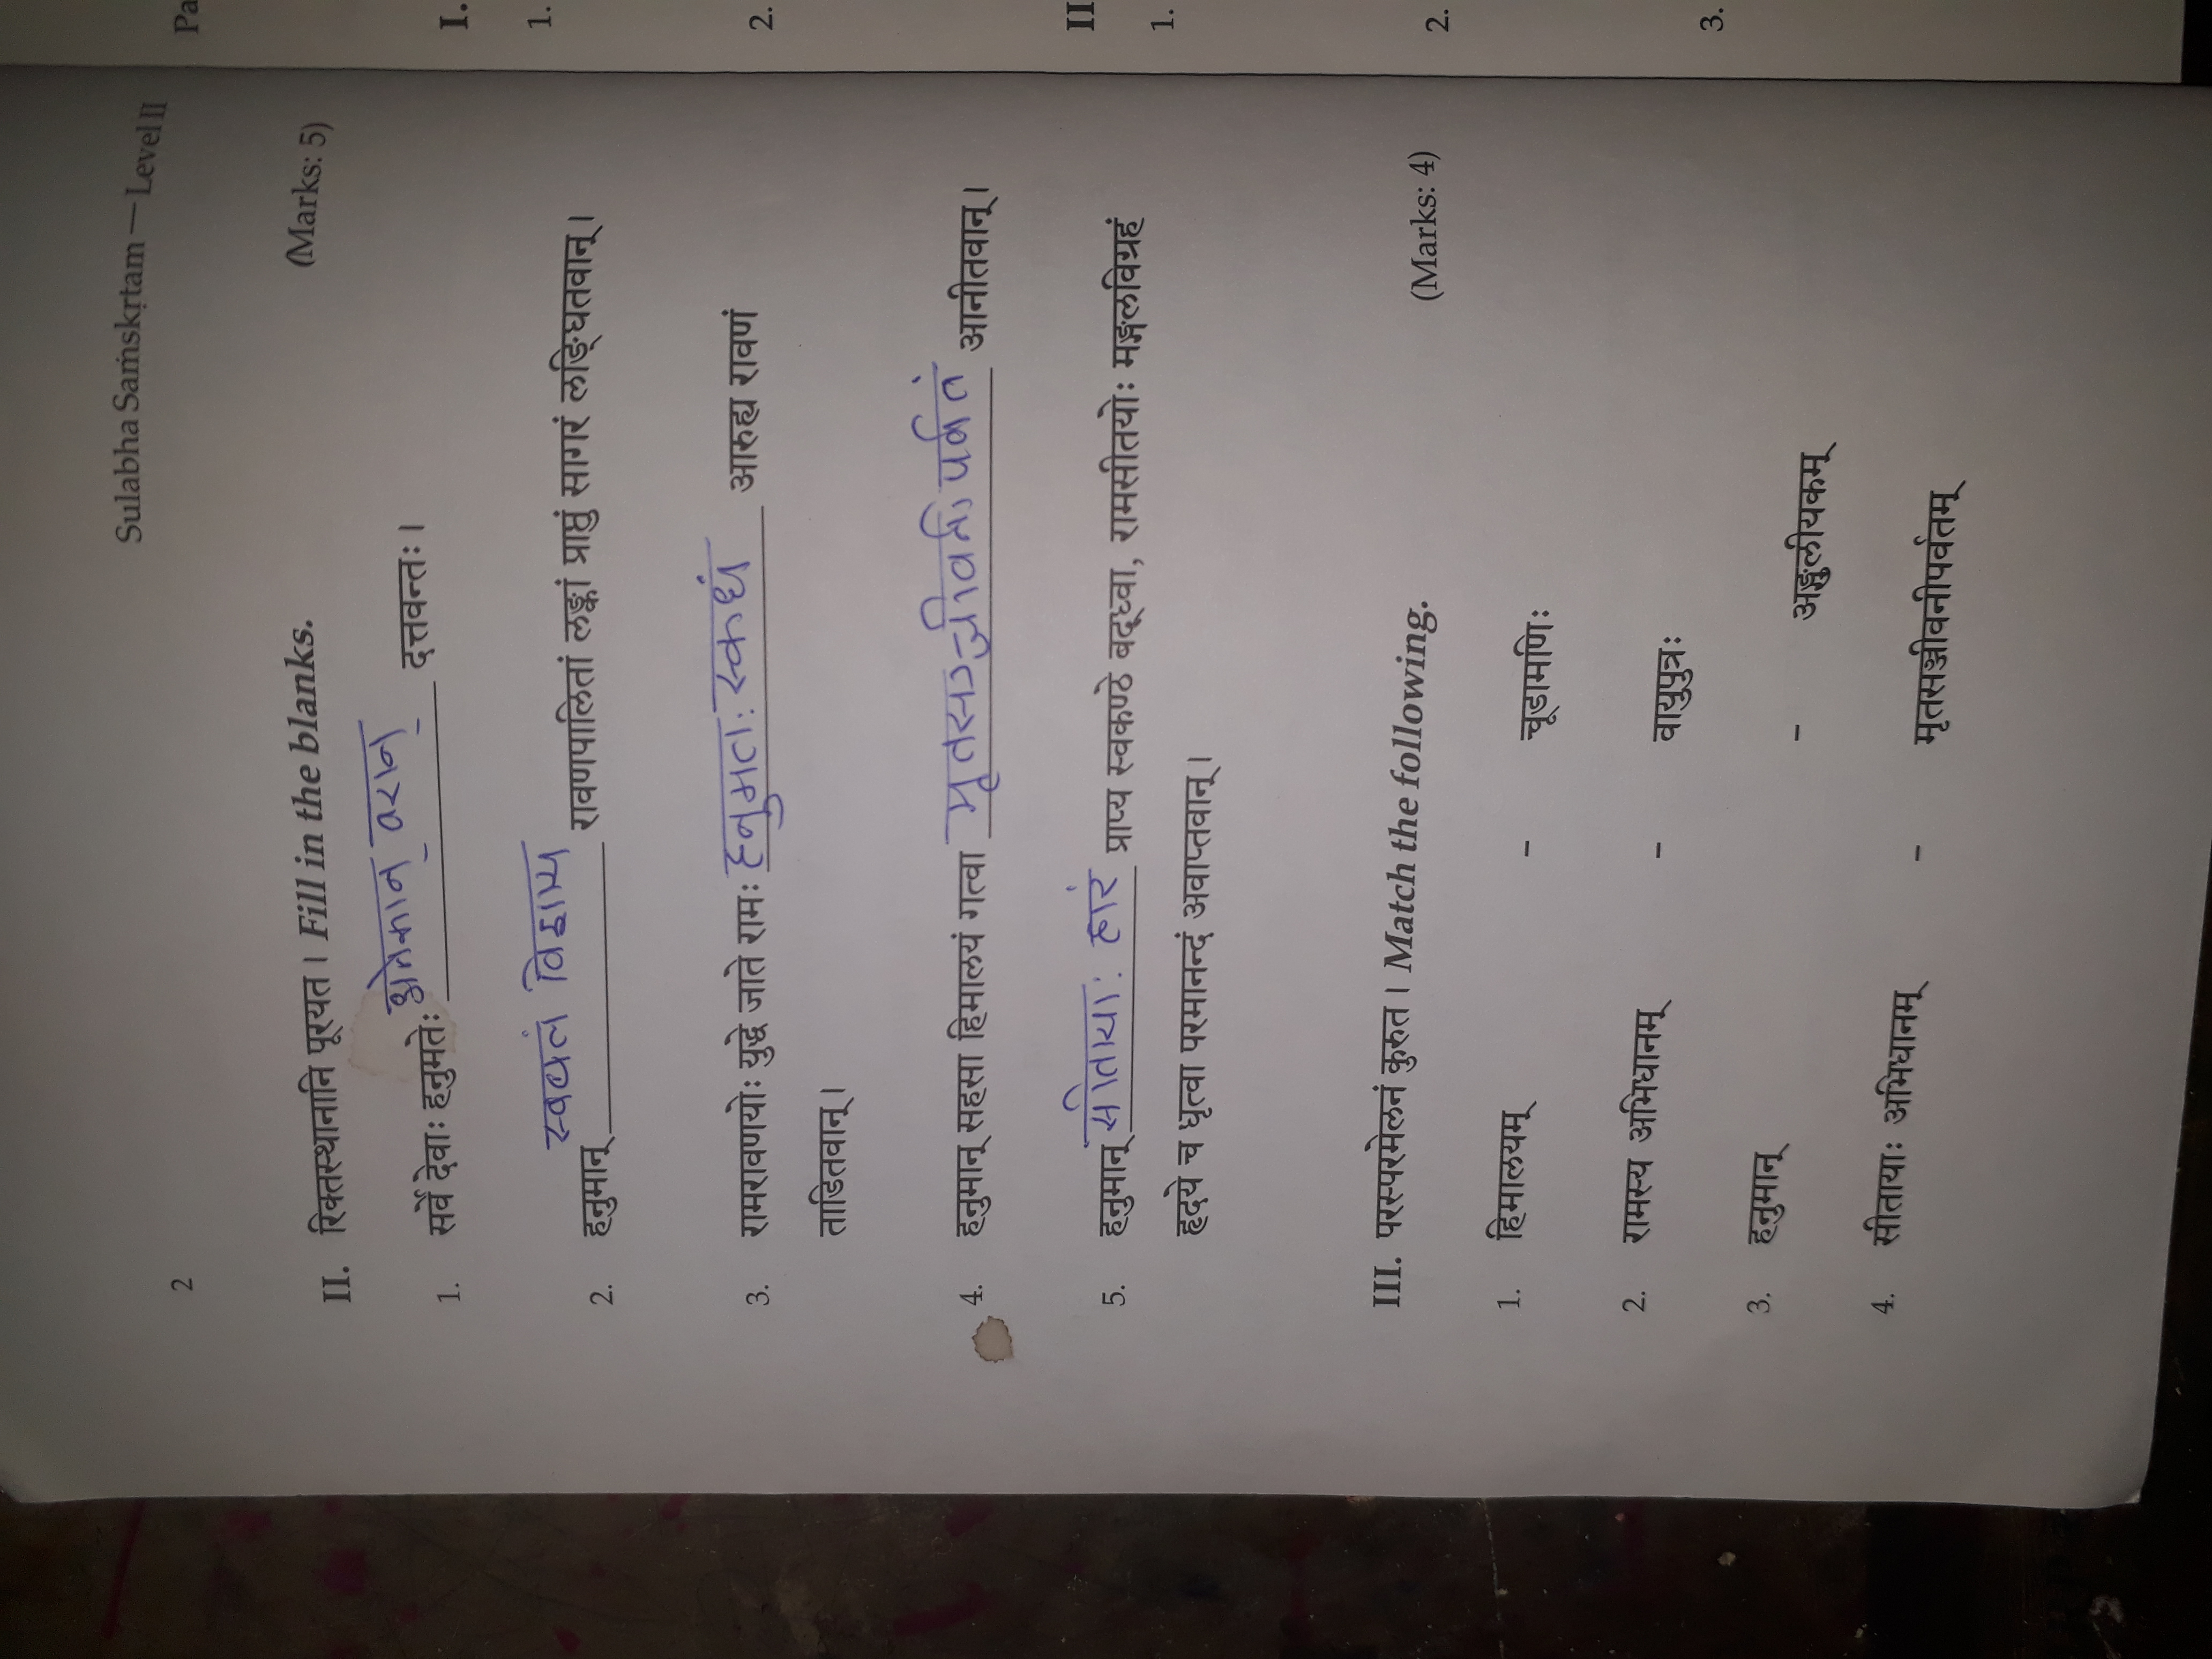 Sulabha Saṁskṛtam — Level II
2
II. रिक्तस्थानानि पूरयत । Fill in the blanks. (Marks: 5)
1. सर्वे देवाः हनुमतेः अनेकान् वरान् दत्तवन्तः ।
2. हनुमान् स्वबलं विज्ञाय रावणपालितां लङ्कां प्राप्तुं सागरं लङ्घितवान् ।
3. रामरावणयोः युद्धे जाते रामः हनुमतः स्कधं आरुह्य रावणं
ताडितवान् ।
4. हनुमान् सहसा हिमालयं गत्वा मृतसञ्जीवनीपर्वतं आनीतवान् ।
5. हनुमान् सीतायाः हारं प्राप्य स्वकण्ठे बद्ध्वा, रामसीतयोः मङ्गलविग्रहं
हृदये च धृत्वा परमानन्दं अवाप्तवान् ।
III. परस्परमेलनं कुरुत । Match the following. (Marks: 4)
1. हिमालयम् - चूडामणिः
2. रामस्य अभिधानम् - वायुपुत्रः
3. हनुमान् - अङ्गुलीयकम्
4. सीतायाः अभिधानम् - मृतसञ्जीवनीपर्वतम्
Pa
I.
1.
2.
II
1.
2.
3.